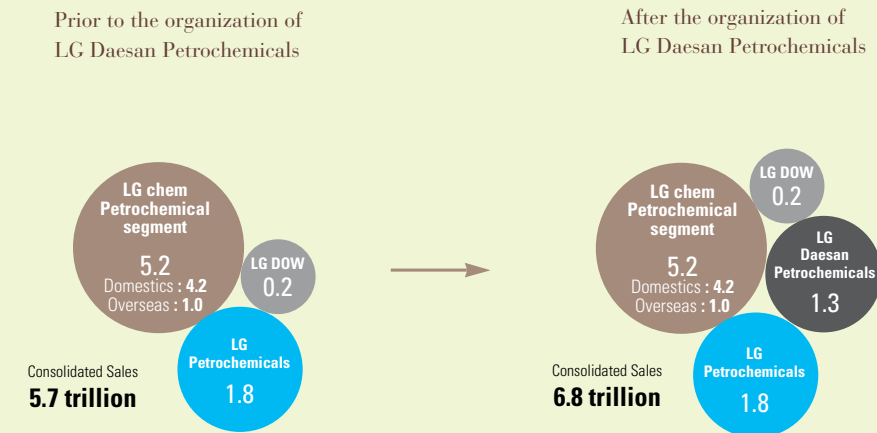 Prior to the organization of
LG Daesan Petrochemicals
LG chem
Petrochemical
segment
5.2
Domestics : 4.2
Overseas : 1.0
LG DOW
0.2
LG
Petrochemicals
1.8
Consolidated Sales
5.7 trillion
After the organization of
LG Daesan Petrochemicals
LG chem
Petrochemical
segment
5.2
Domestics : 4.2
Overseas : 1.0
LG DOW
0.2
LG
Daesan
Petrochemicals
1.3
LG
Petrochemicals
1.8
Consolidated Sales
6.8 trillion